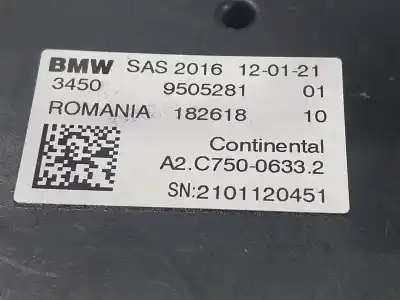 BMW SAS 2016 12-01-21
3450 9505281 01
ROMANIA 182618 10
Continental
A2.C750-0633.2
SN:2101120451